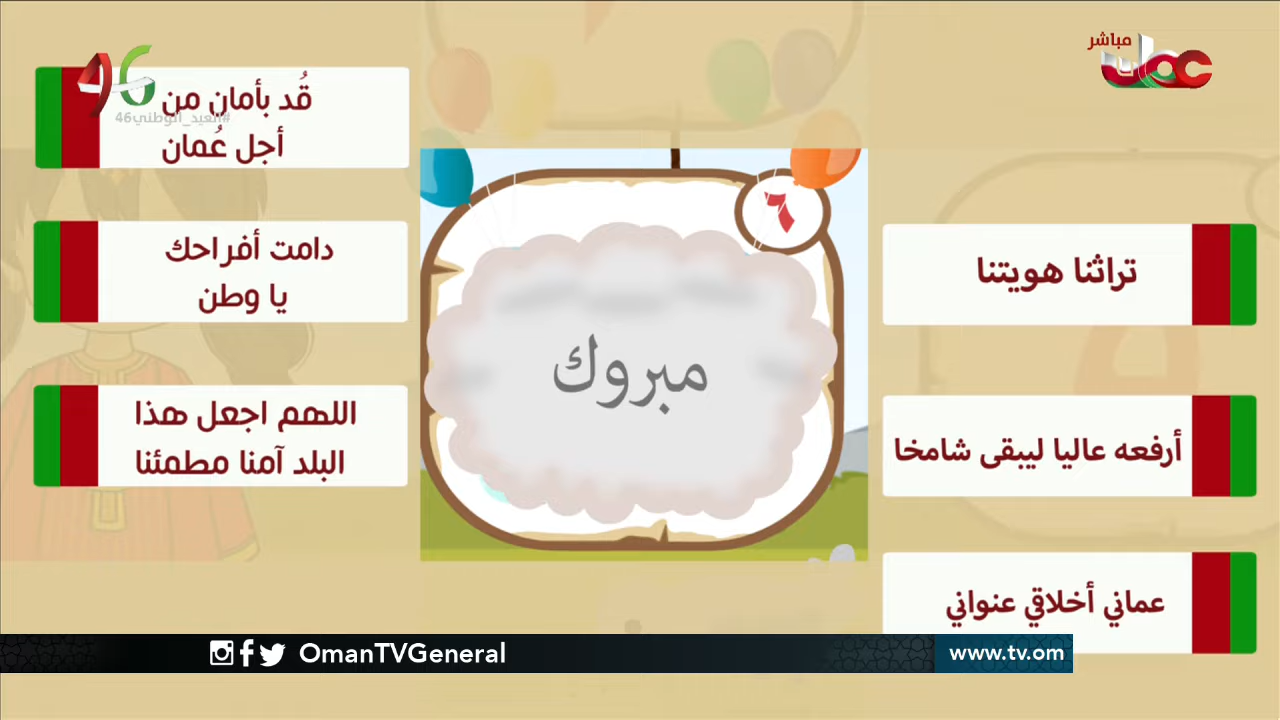 مباشر
عمان
46
#العيد_الوطني46
قُد بأمان من
أجل عُمان
دامت أفراحك
يا وطن
اللهم اجعل هذا
البلد آمنا مطمئنا
٦
مبروك
تراثنا هويتنا
أرفعه عاليا ليبقى شامخا
عماني أخلاقي عنواني
OmanTVGeneral
www.tv.om